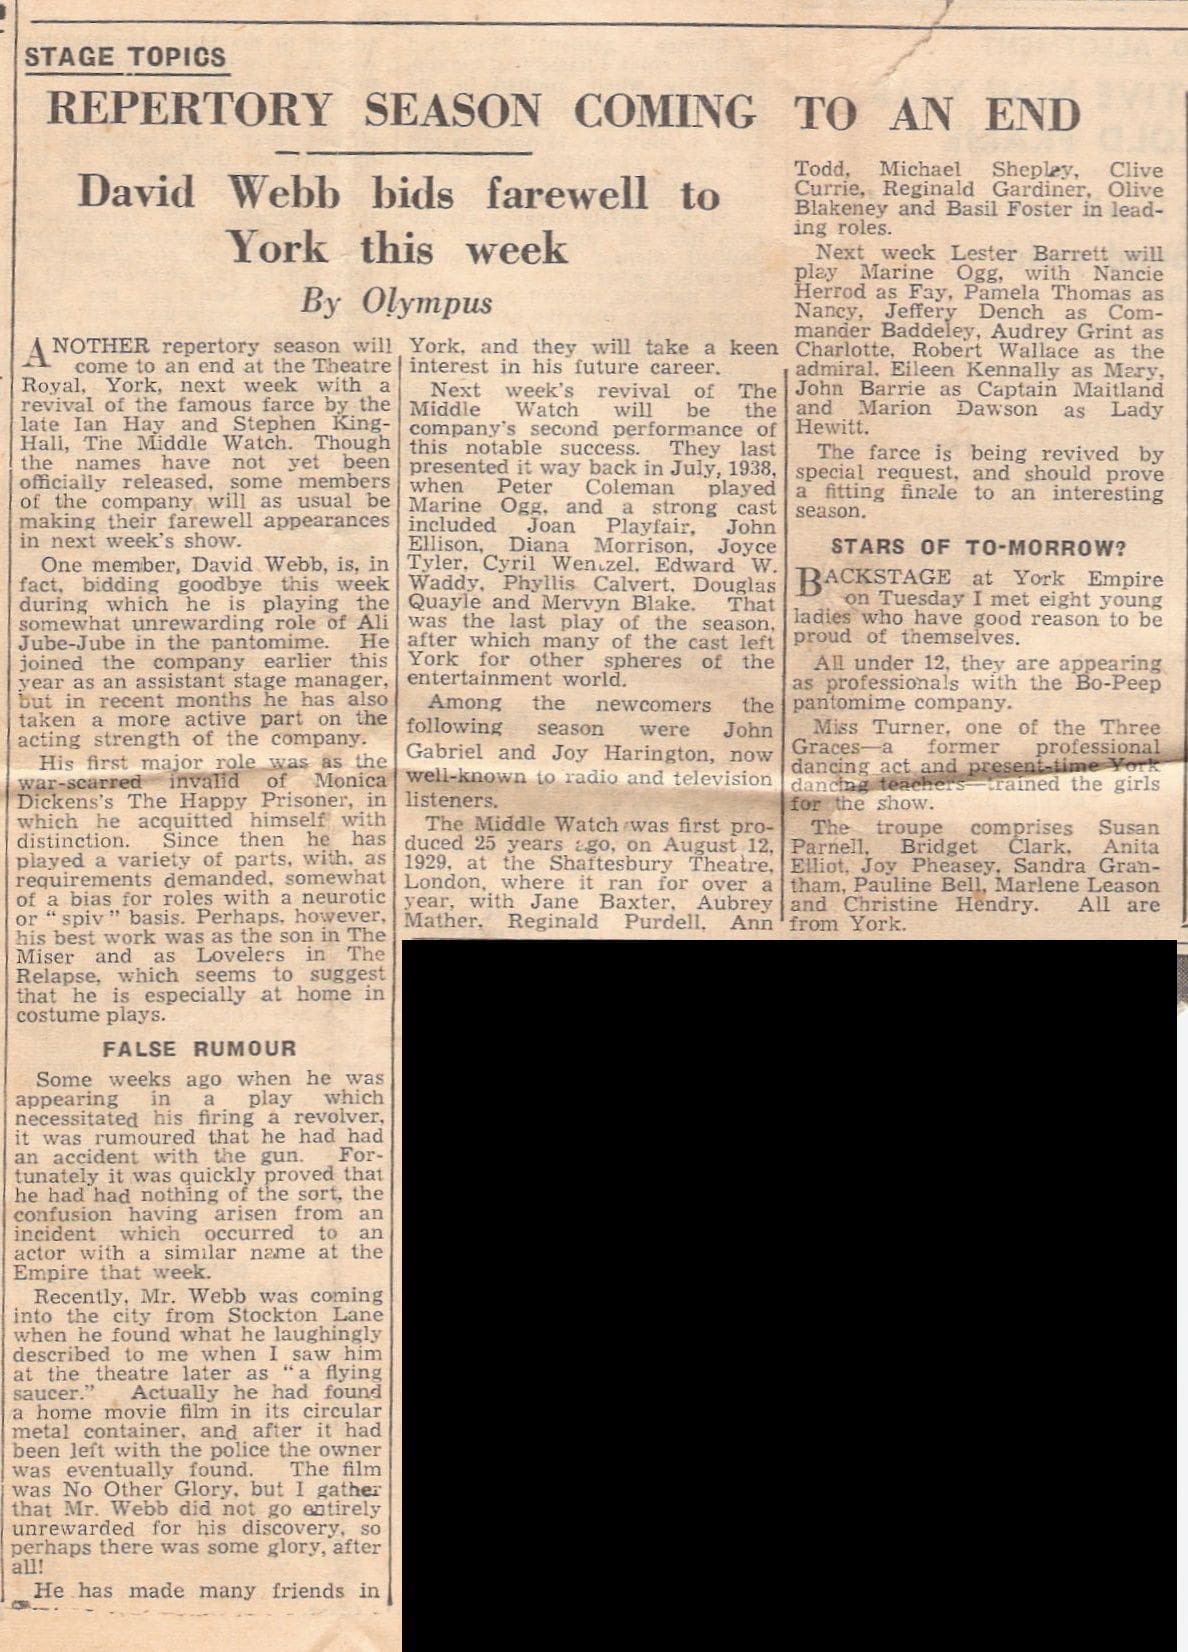 STAGE TOPICS
REPERTORY SEASON COMING TO AN END
David Webb bids farewell to
York this week
By Olympus
ANOTHER repertory season will
come to an end at the Theatre
Royal, York, next week with a
revival of the famous farce by the
late Ian Hay and Stephen King-
Hall, The Middle Watch. Though
the names have not yet been
officially released, some members
of the company will as usual be
making their farewell appearances
in next week's show.
One member, David Webb, is, in
fact, bidding goodbye this week
during which he is playing the
somewhat unrewarding role of Ali
Jube-Jube in the pantomime. He
joined the company earlier this
year as an assistant stage manager,
but in recent months he has also
taken a more active part on the
acting strength of the company.
His first major role was as the
war-scarred invalid of Monica
Dickens's The Happy Prisoner, in
which he acquitted himself with
distinction. Since then he has
played a variety of parts, with, as
requirements demanded, somewhat
of a bias for roles with a neurotic
or "spiv" basis. Perhaps, however,
his best work was as the son in The
Miser and as Lovelers in The
Relapse, which seems to suggest
that he is especially at home in
costume plays.
FALSE RUMOUR
Some weeks ago when he was
appearing in a play which
necessitated his firing a revolver,
it was rumoured that he had had
an accident with the gun. For-
tunately it was quickly proved that
he had had nothing of the sort, the
confusion having arisen from an
incident which occurred to an
actor with a similar name at the
Empire that week.
Recently, Mr. Webb was coming
into the city from Stockton Lane
when he found what he laughingly
described to me when I saw him
at the theatre later as "a flying
saucer." Actually he had found
a home movie film in its circular
metal container, and after it had
been left with the police the owner
was eventually found. The film
was No Other Glory, but I gather
that Mr. Webb did not go entirely
unrewarded for his discovery, so
perhaps there was some glory, after
all!
He has made many friends in
York, and they will take a keen
interest in his future career.
Next week's revival of The
Middle Watch will be the
company's second performance of
this notable success. They last
presented it way back in July, 1938,
when Peter Coleman played
Marine Ogg, and a strong cast
included Joan Playfair, John
Ellison, Diana Morrison, Joyce
Tyler, Cyril Wentzel, Edward W.
Waddy, Phyllis Calvert, Douglas
Quayle and Mervyn Blake. That
was the last play of the season,
after which many of the cast left
York for other spheres of the
entertainment world.
Among the newcomers the
following season were John
Gabriel and Joy Harington, now
well-known to radio and television
listeners.
The Middle Watch was first pro-
duced 25 years ago, on August 12,
1929, at the Shaftesbury Theatre,
London, where it ran for over a
year, with Jane Baxter, Aubrey
Mather, Reginald Purdell, Ann
Todd, Michael Shepley, Clive
Currie, Reginald Gardiner, Olive
Blakeney and Basil Foster in lead-
ing roles.
Next week Lester Barrett will
play Marine Ogg, with Nancie
Herrod as Fay, Pamela Thomas as
Nancy, Jeffery Dench as Com-
mander Baddeley, Audrey Grint as
Charlotte, Robert Wallace as the
admiral, Eileen Kennally as Mary,
John Barrie as Captain Maitland
and Marion Dawson as Lady
Hewitt.
The farce is being revived by
special request, and should prove
a fitting finale to an interesting
season.
STARS OF TO-MORROW?
BACKSTAGE at York Empire
on Tuesday I met eight young
ladies who have good reason to be
proud of themselves.
All under 12, they are appearing
as professionals with the Bo-Peep
pantomime company.
Miss Turner, one of the Three
Graces—a former professional
dancing act and present-time York
dancing teachers—trained the girls
for the show.
The troupe comprises Susan
Parnell, Bridget Clark, Anita
Elliot, Joy Pheasey, Sandra Gran-
tham, Pauline Bell, Marlene Leason
and Christine Hendry. All are
from York.